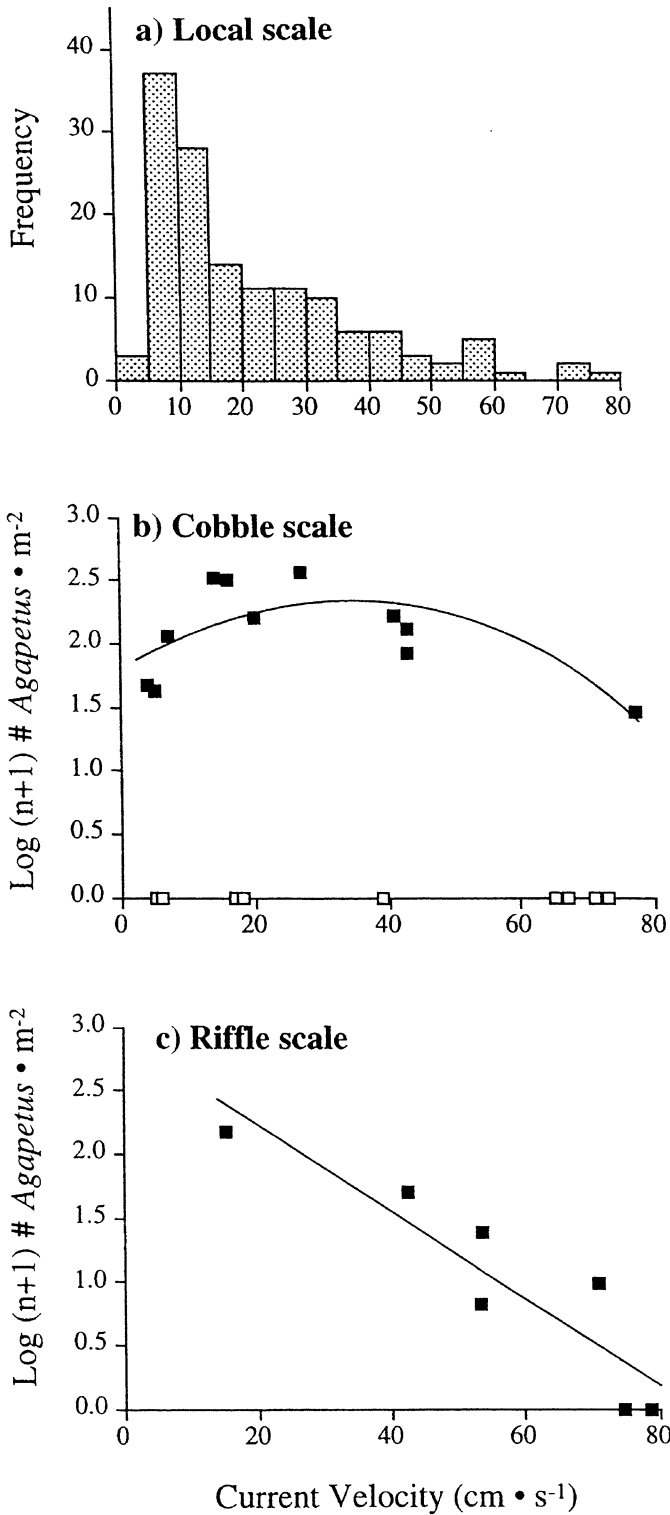 a) Local scale
40
30
20
10
0
Frequency
0 10 20 30 40 50 60 70 80
b) Cobble scale
3.0
2.5
2.0
1.5
1.0
0.5
0.0
Log (n+1) # Agapetus • m-2
0 20 40 60 80
c) Riffle scale
3.0
2.5
2.0
1.5
1.0
0.5
0.0
Log (n+1) # Agapetus • m-2
0 20 40 60 80
Current Velocity (cm • s-1)